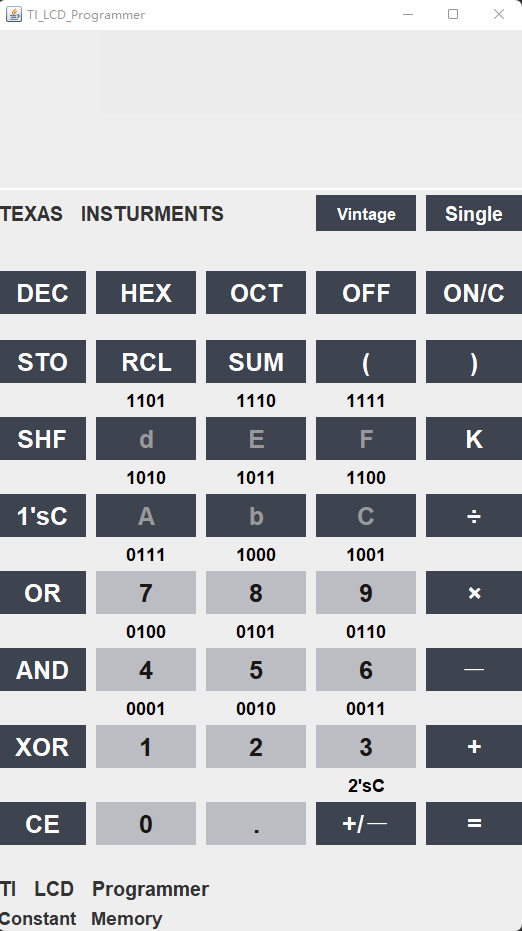 TI_LCD_Programmer
TEXAS INSTURMENTS Vintage Single
DEC HEX OCT OFF ON/C
STO RCL SUM ( )
1101 1110 1111
SHF d E F K
1010 1011 1100
1'sC A b C ÷
0111 1000 1001
OR 7 8 9 ×
0100 0101 0110
AND 4 5 6 —
0001 0010 0011
XOR 1 2 3 +
2'sC
CE 0 . +/— =
TI LCD Programmer
Constant Memory